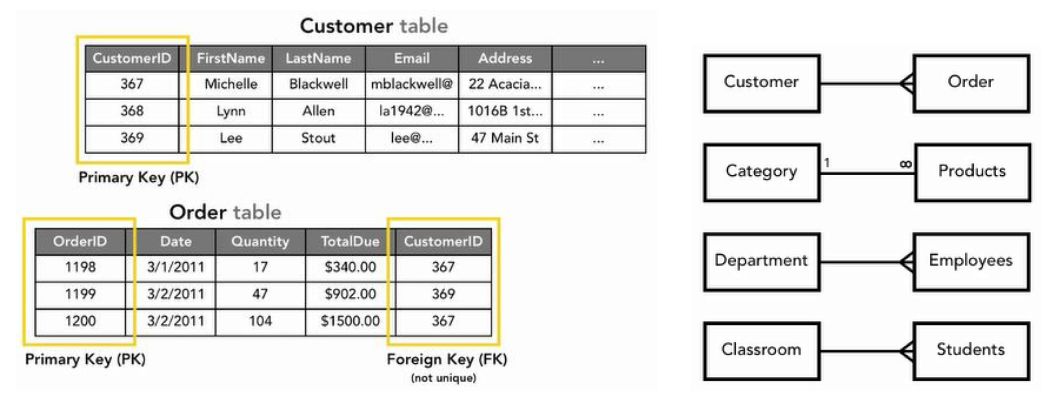 Customer table
CustomerID FirstName LastName Email Address ...
367 Michelle Blackwell mblackwell@ 22 Acacia... ...
368 Lynn Allen la1942@... 1016B 1st... ...
369 Lee Stout lee@... 47 Main St ...
Primary Key (PK)
Order table
OrderID Date Quantity TotalDue CustomerID
1198 3/1/2011 17 $340.00 367
1199 3/2/2011 47 $902.00 369
1200 3/2/2011 104 $1500.00 367
Primary Key (PK) Foreign Key (FK)
(not unique)
Customer Order
Category 1 ∞ Products
Department Employees
Classroom Students